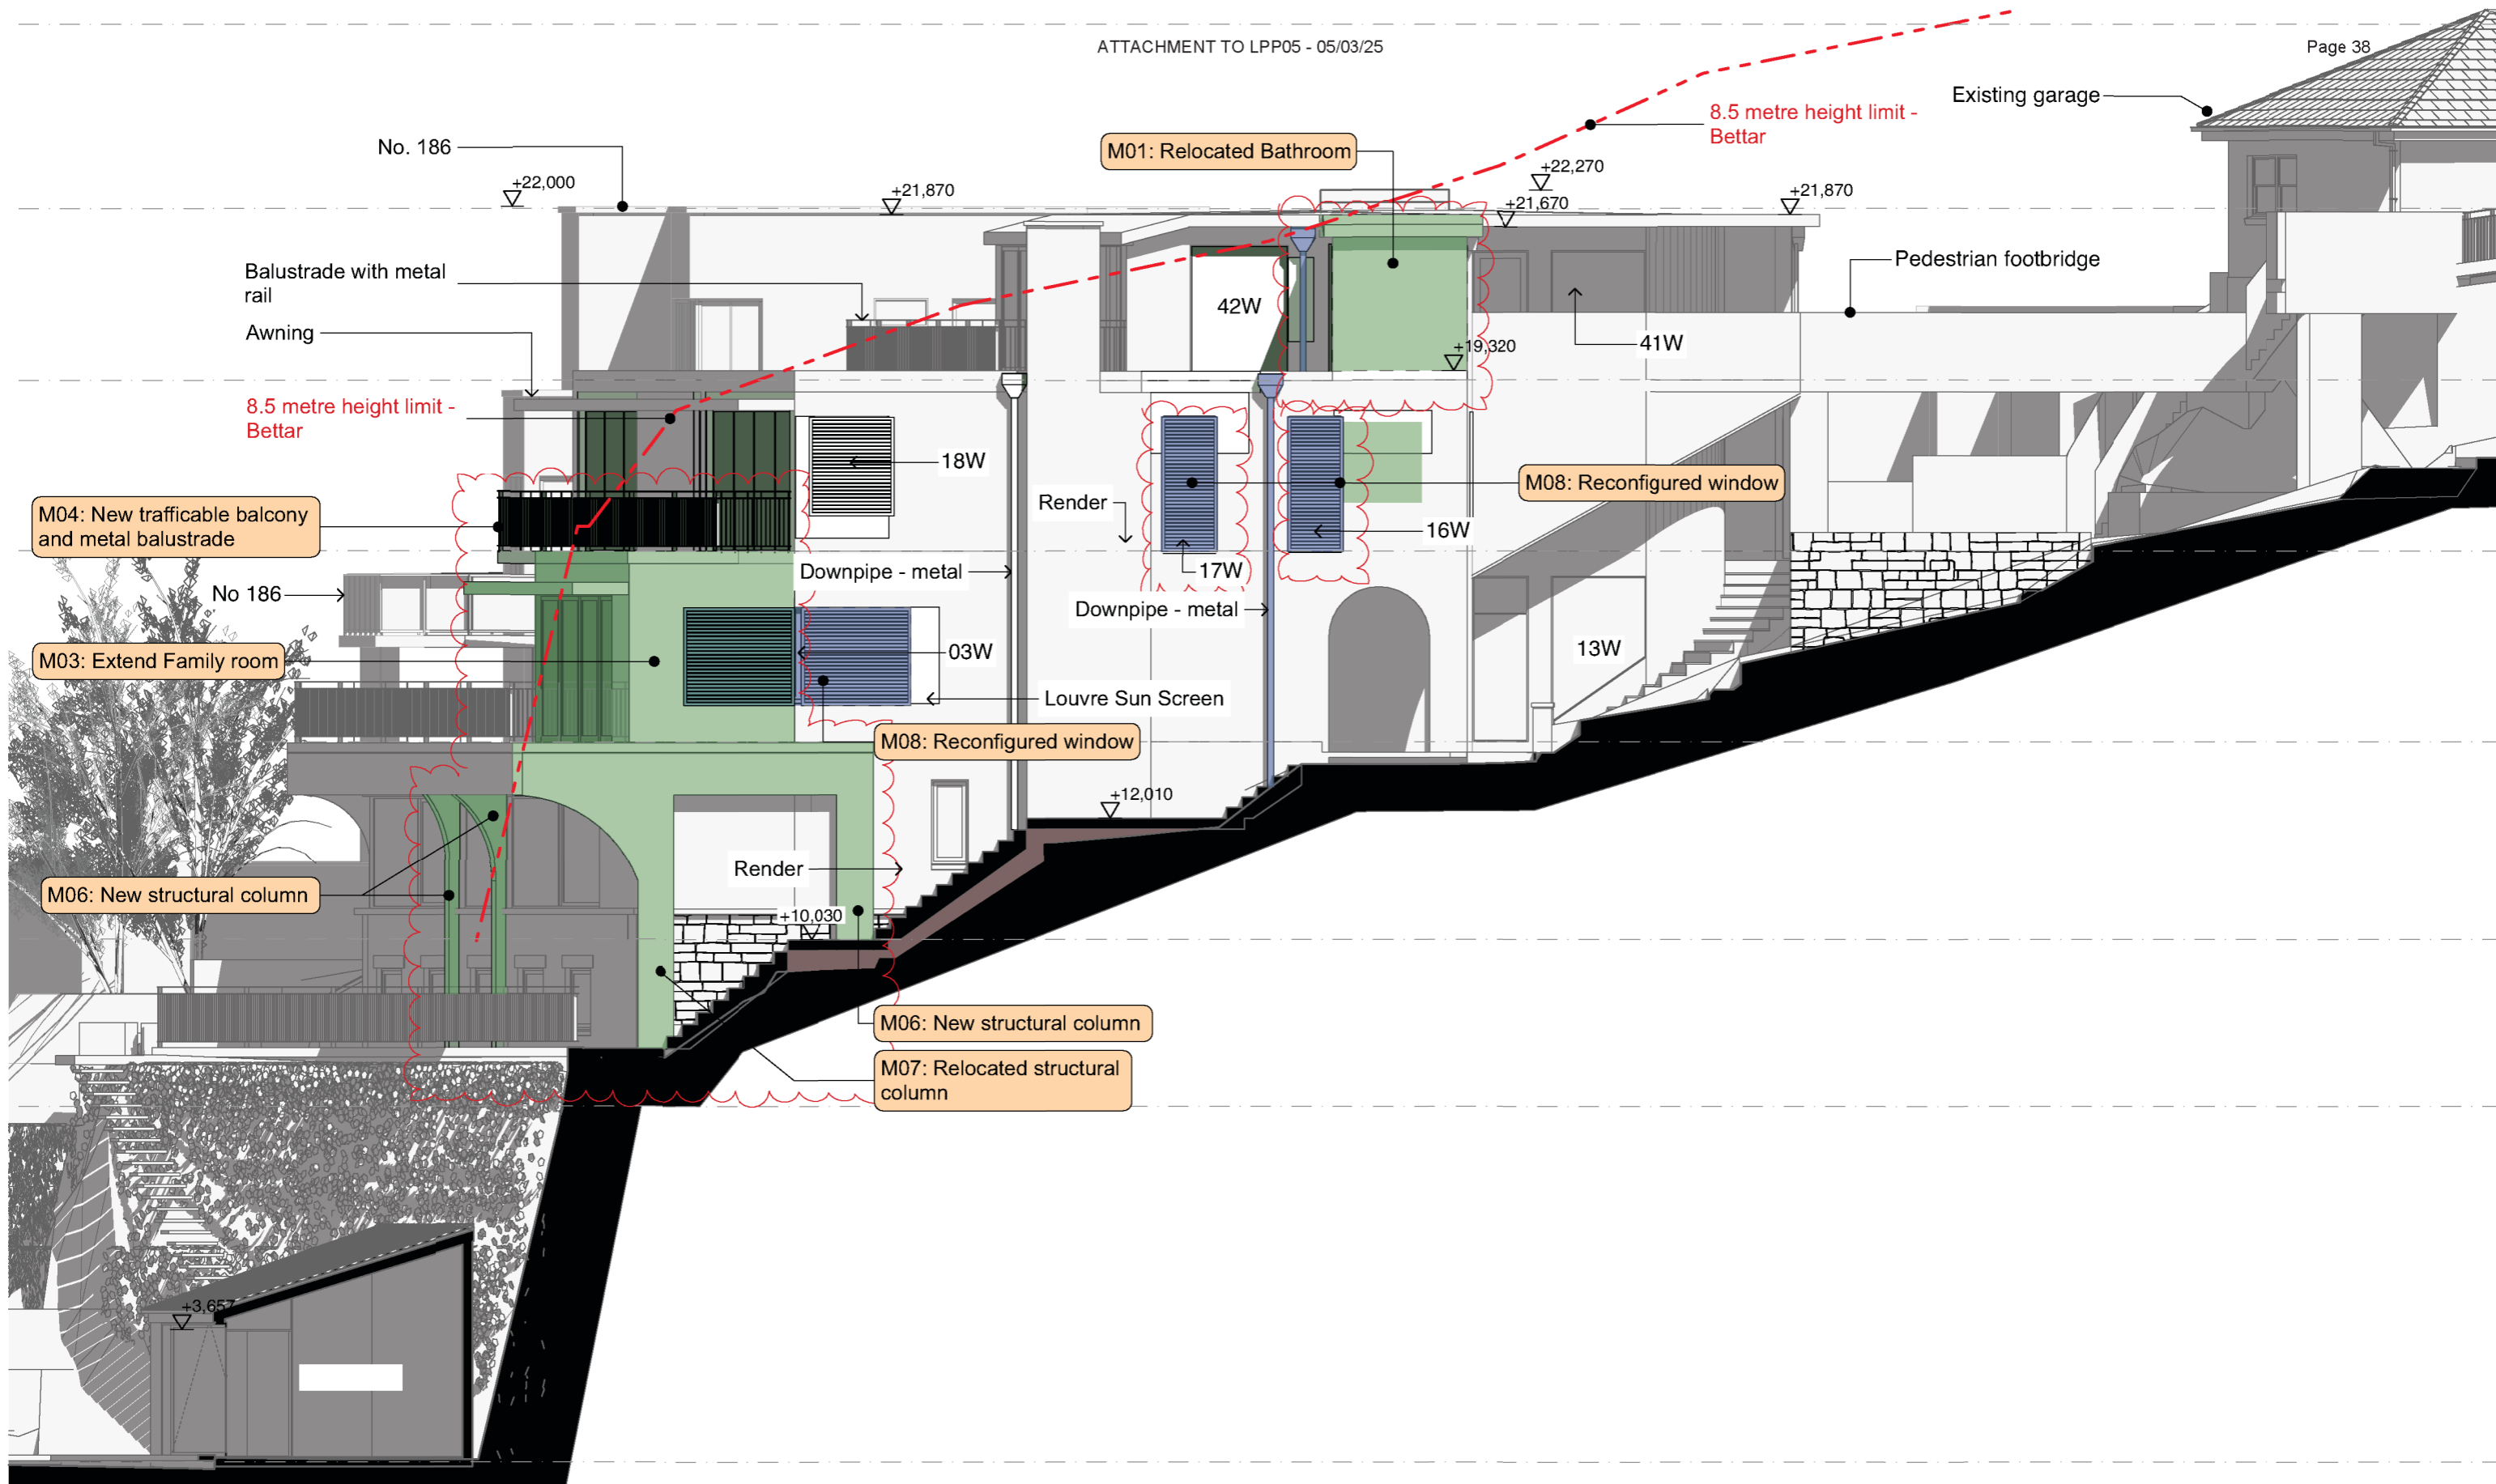 ATTACHMENT TO LPP05 - 05/03/25
Page 38
Existing garage
8.5 metre height limit -
Bettar
No. 186
M01: Relocated Bathroom
+22,000
+21,870
+22,270
+21,670
+21,870
Balustrade with metal
rail
Pedestrian footbridge
42W
Awning
41W
+19,320
8.5 metre height limit -
Bettar
18W
M08: Reconfigured window
Render
M04: New trafficable balcony
and metal balustrade
16W
17W
Downpipe - metal
No 186
Downpipe - metal
13W
M03: Extend Family room
03W
Louvre Sun Screen
M08: Reconfigured window
+12,010
Render
M06: New structural column
+10,030
M06: New structural column
M07: Relocated structural
column
+3,657